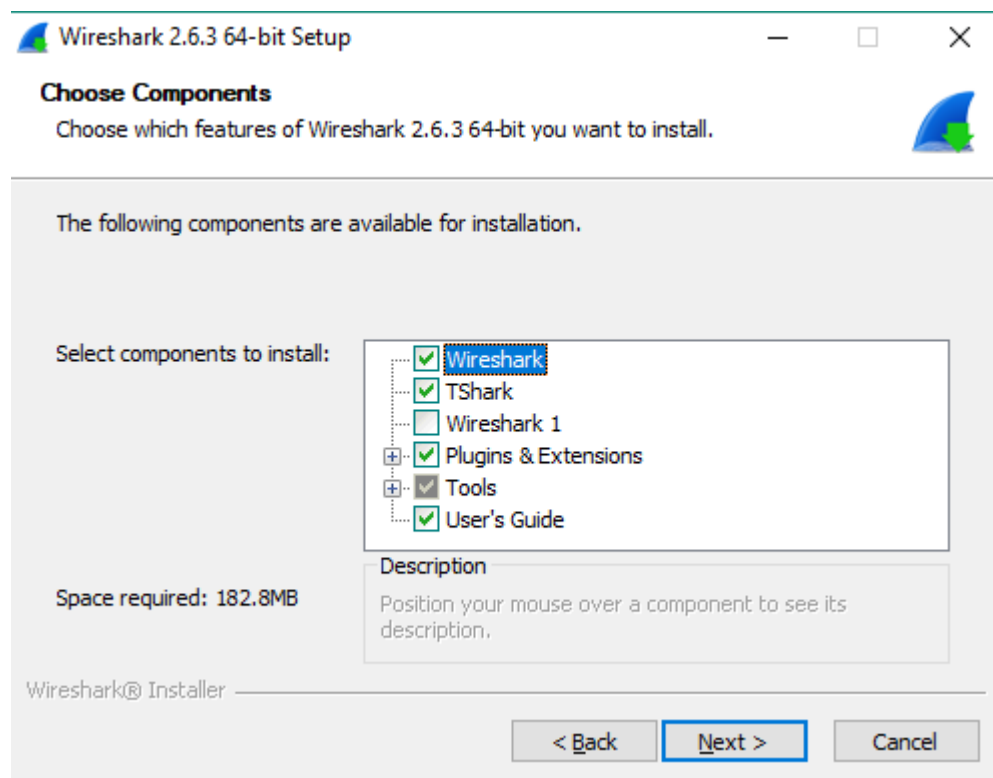 Wireshark 2.6.3 64-bit Setup
Choose Components
Choose which features of Wireshark 2.6.3 64-bit you want to install.
The following components are available for installation.
Select components to install:
Wireshark
TShark
Wireshark 1
Plugins & Extensions
Tools
User's Guide
Space required: 182.8MB
Description
Position your mouse over a component to see its
description.
Wireshark® Installer
< Back
Next >
Cancel